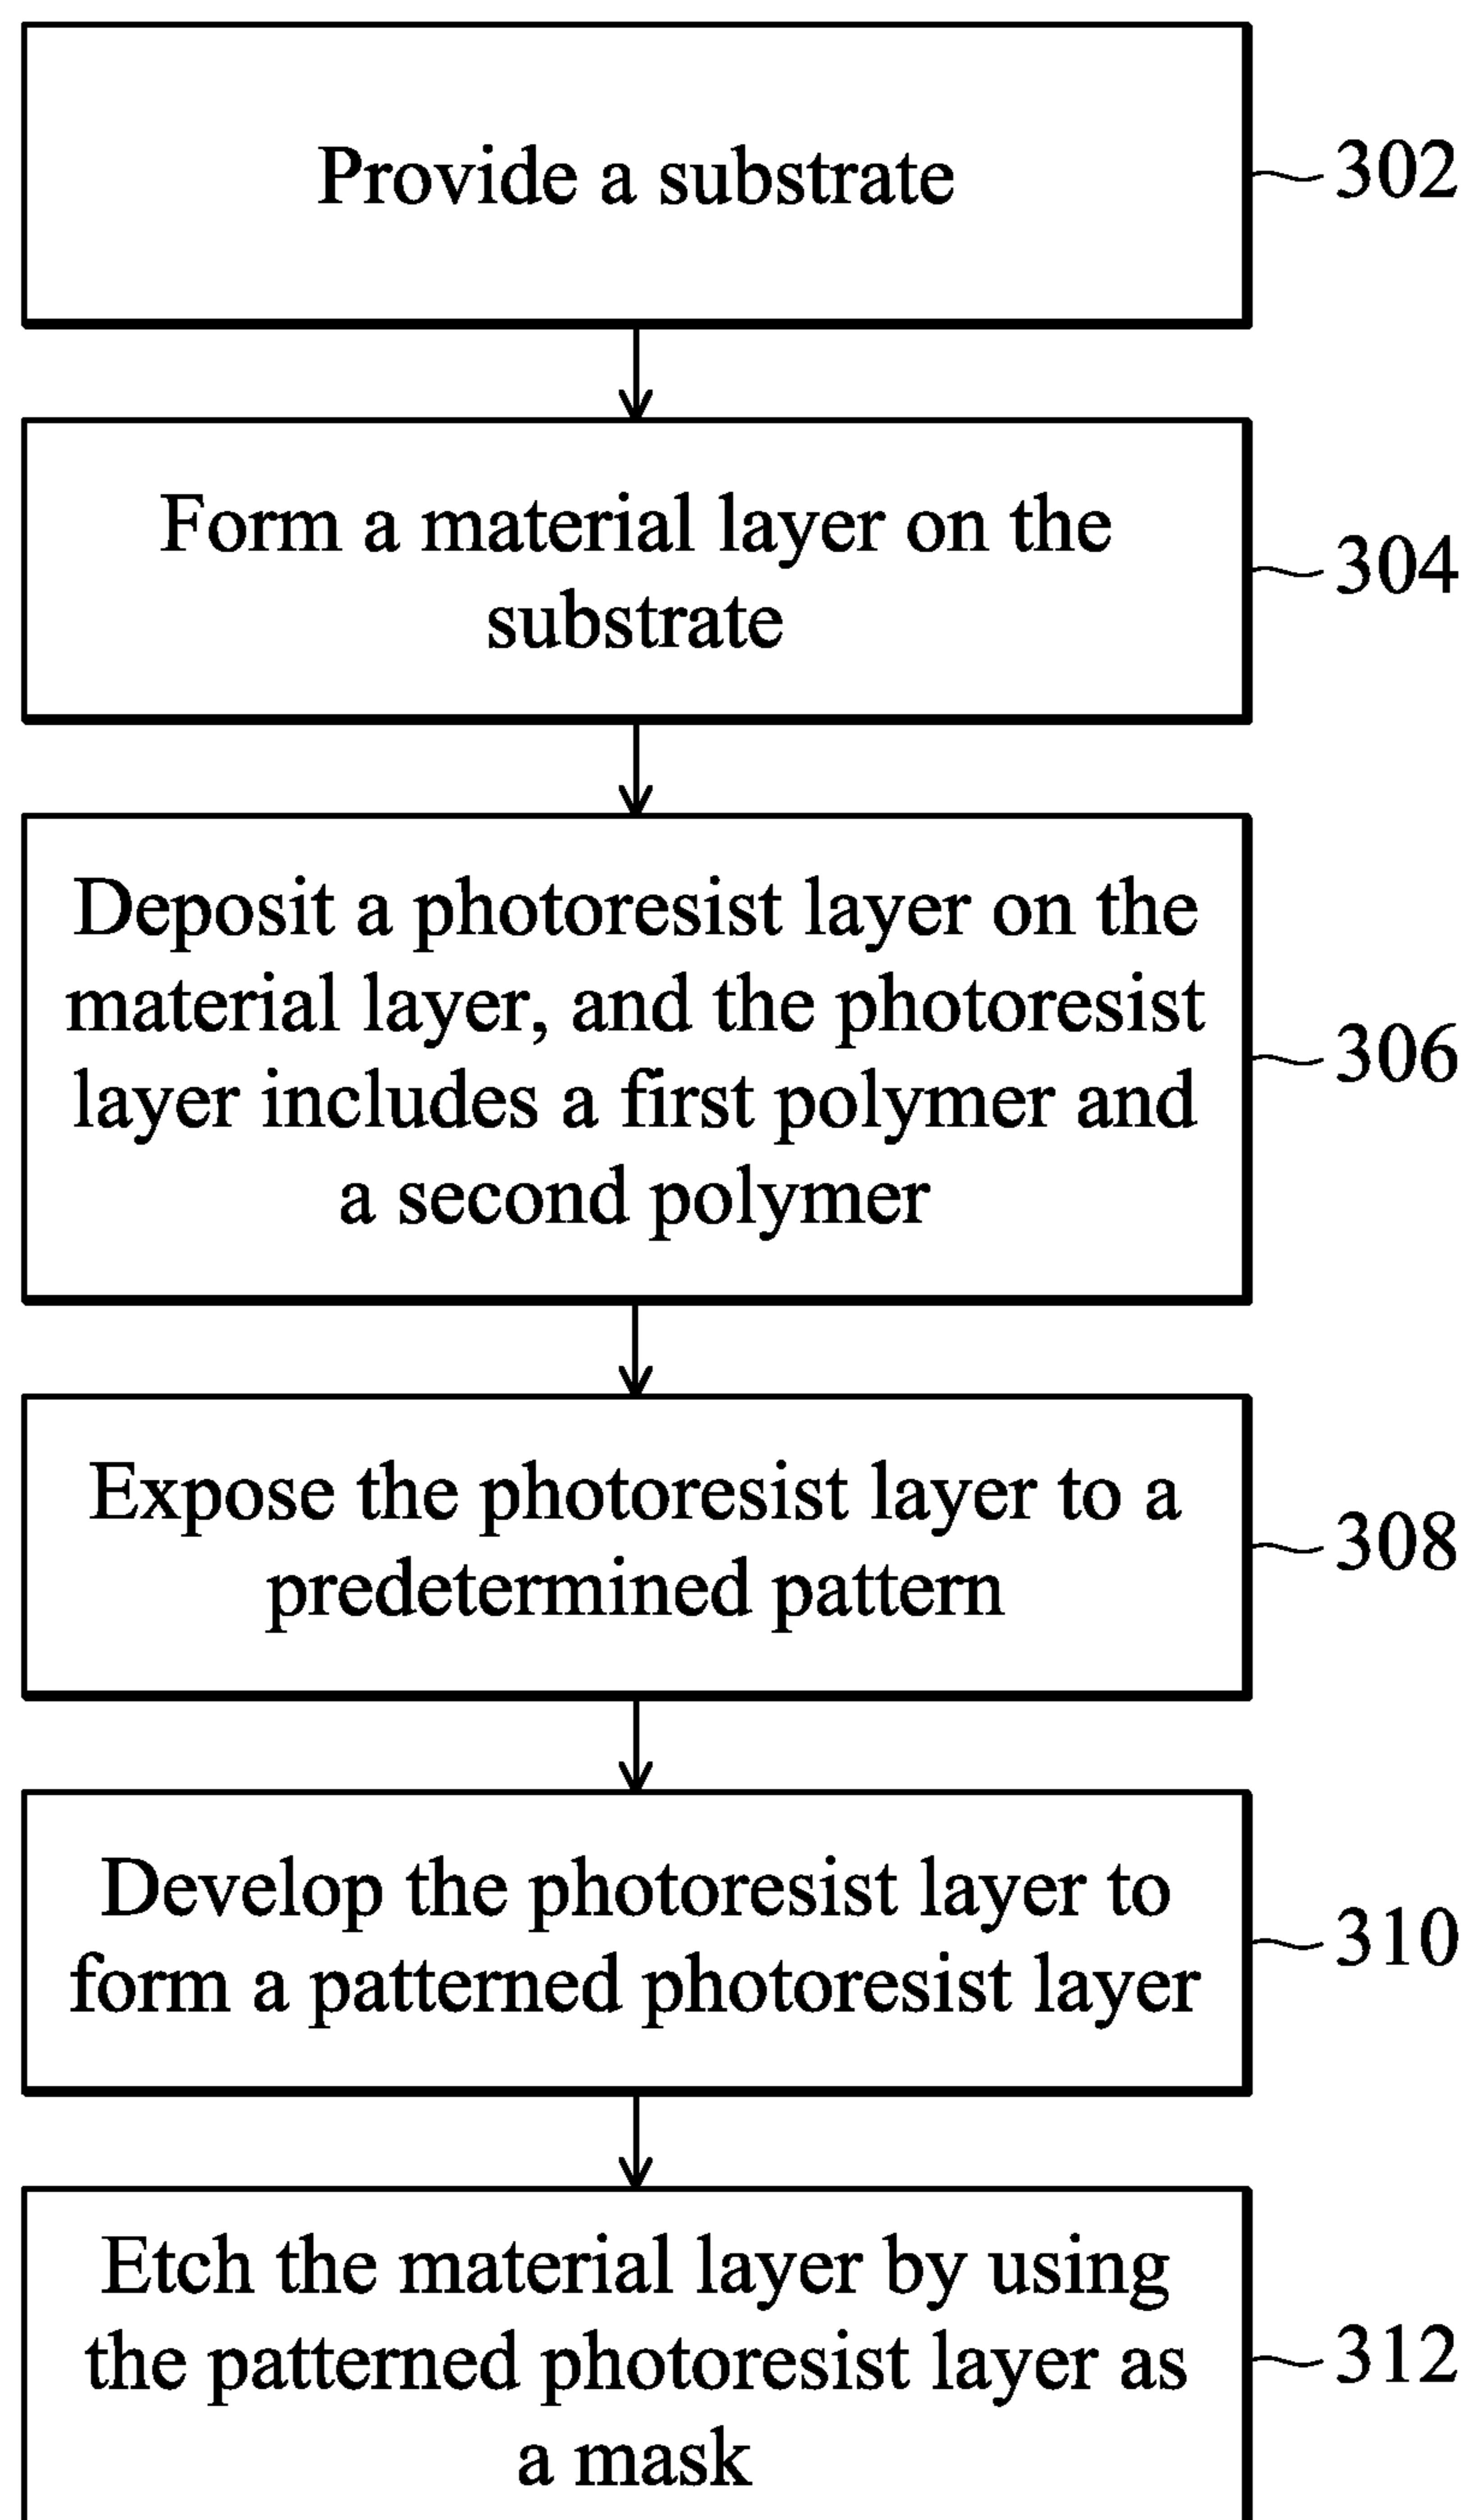 Provide a substrate
302
Form a material layer on the
substrate
304
Deposit a photoresist layer on the
material layer, and the photoresist
layer includes a first polymer and
a second polymer
306
Expose the photoresist layer to a
predetermined pattern
308
Develop the photoresist layer to
form a patterned photoresist layer
310
Etch the material layer by using
the patterned photoresist layer as
a mask
312